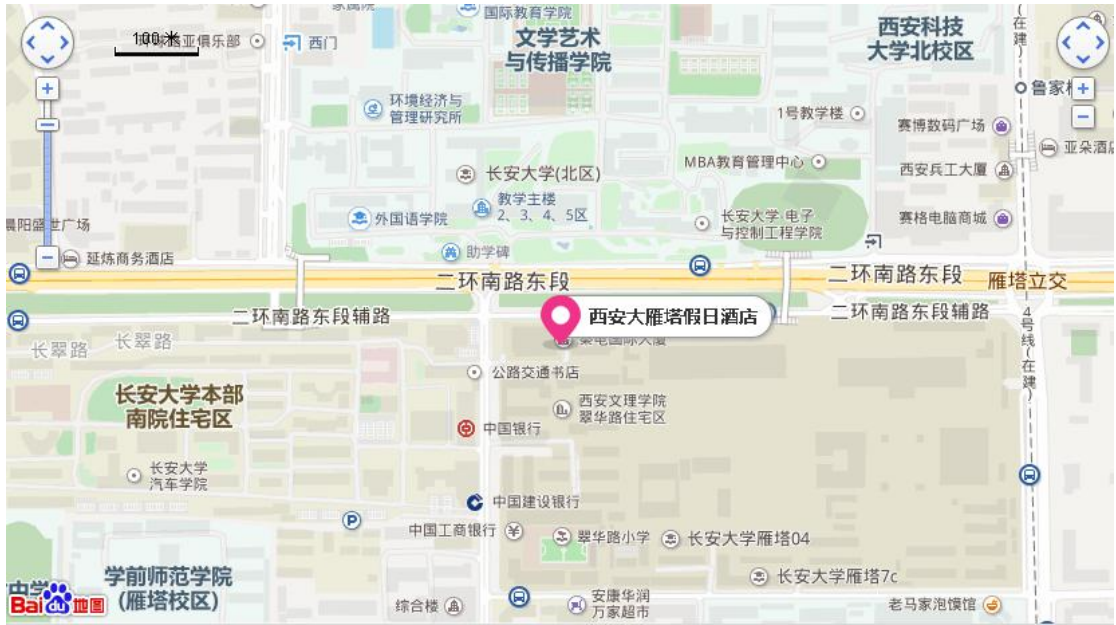 家属院
国际教育学院
100米
俱乐部
西门
文学艺术
与传播学院
西安科技
大学北校区
(在建)
鲁家村
环境经济与
管理研究所
1号教学楼
赛博数码广场
亚朵酒店
长安大学(北区)
MBA教育管理中心
西安兵工大厦
教学主楼
2、3、4、5区
外国语学院
长安大学-电子
与控制工程学院
赛格电脑商城
晨阳盛世广场
助学碑
延炼商务酒店
二环南路东段
二环南路东段
雁塔立交
二环南路东段辅路
西安大雁塔假日酒店
二环南路东段辅路
4号线(在建)
长翠路
长翠路
公路交通书店
长安大学本部
南院住宅区
西安文理学院
翠华路住宅区
中国银行
长安大学
汽车学院
中国建设银行
P
中国工商银行
翠华路小学
长安大学雁塔04
学前师范学院
(雁塔校区)
长安大学雁塔7c
Bai du 地图
综合楼
安康华润
万家超市
老马家泡馍馆